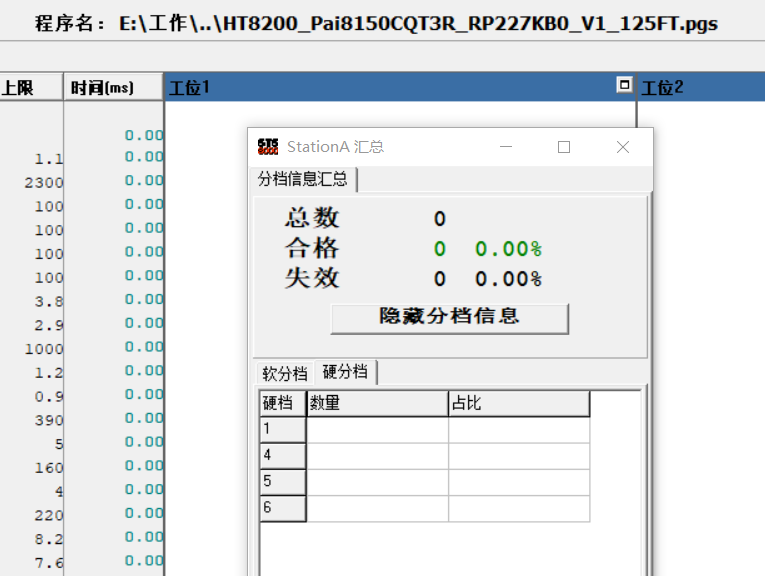 程序名: E:\工作\..\HT8200_Pai8150CQT3R_RP227KB0_V1_125FT.pgs
上限 时间(ms) 工位1 工位2
0.00
1.1 0.00
2300 0.00
100 0.00
100 0.00
100 0.00
100 0.00
3.8 0.00
2.9 0.00
1000 0.00
1.2 0.00
0.9 0.00
390 0.00
5 0.00
160 0.00
4 0.00
220 0.00
8.2 0.00
7.6 0.00
STS 8000 StationA 汇总
分档信息汇总
总数 0
合格 0 0.00%
失效 0 0.00%
隐藏分档信息
软分档 硬分档
硬档 数量 占比
1
4
5
6